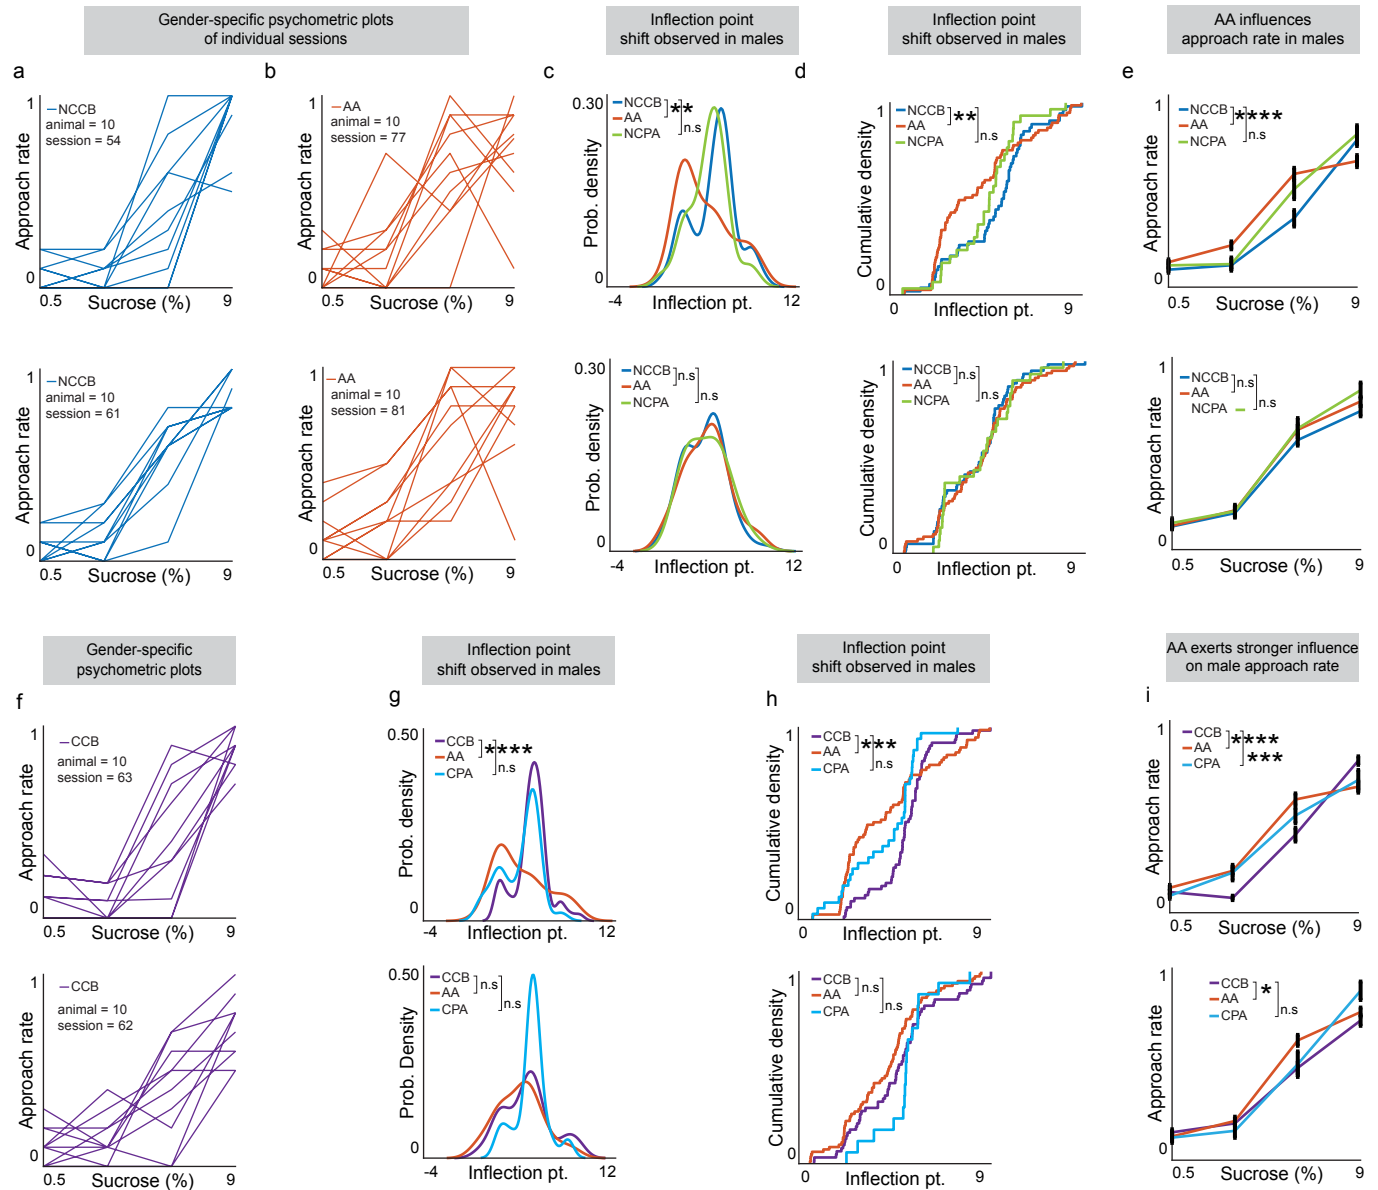 Gender-specific psychometric plots
of individual sessions
Inflection point
shift observed in males
Inflection point
shift observed in males
AA influences
approach rate in males
a
1
NCCB
animal = 10
session = 54
Approach rate
0
0.5
Sucrose (%)
9
b
1
AA
animal = 10
session = 77
Approach rate
0
0.5
Sucrose (%)
9
c
0.30
NCCB
AA
NCPA
**
n.s
Prob. density
0
-4
Inflection pt.
12
d
1
NCCB
AA
NCPA
**
n.s
Cumulative density
0
0
Inflection pt.
9
e
1
NCCB
AA
NCPA
****
n.s
Approach rate
0
0.5
Sucrose (%)
9
1
NCCB
animal = 10
session = 61
Approach rate
0
0.5
Sucrose (%)
9
1
AA
animal = 10
session = 81
Approach rate
0
0.5
Sucrose (%)
9
0.30
NCCB
AA
NCPA
n.s
n.s
Prob. density
0
-4
Inflection pt.
12
1
NCCB
AA
NCPA
n.s
n.s
Cumulative density
0
0
Inflection pt.
9
1
NCCB
AA
NCPA
n.s
n.s
Approach rate
0
0.5
Sucrose (%)
9
Gender-specific
psychometric plots
Inflection point
shift observed in males
Inflection point
shift observed in males
AA exerts stronger influence
on male approach rate
f
1
CCB
animal = 10
session = 63
Approach rate
0
0.5
Sucrose (%)
9
g
0.50
CCB
AA
CPA
****
n.s
Prob. density
0
-4
Inflection pt.
12
h
1
CCB
AA
CPA
***
n.s
Cumulative density
0
0
Inflection pt.
9
i
1
CCB
AA
CPA
****
***
Approach rate
0
0.5
Sucrose (%)
9
1
CCB
animal = 10
session = 62
Approach rate
0
0.5
Sucrose (%)
9
0.50
CCB
AA
CPA
n.s
n.s
Prob. Density
0
-4
Inflection pt.
12
1
CCB
AA
CPA
n.s
n.s
Cumulative density
0
0
Inflection pt.
9
1
CCB
AA
CPA
*
n.s
Approach rate
0
0.5
Sucrose (%)
9